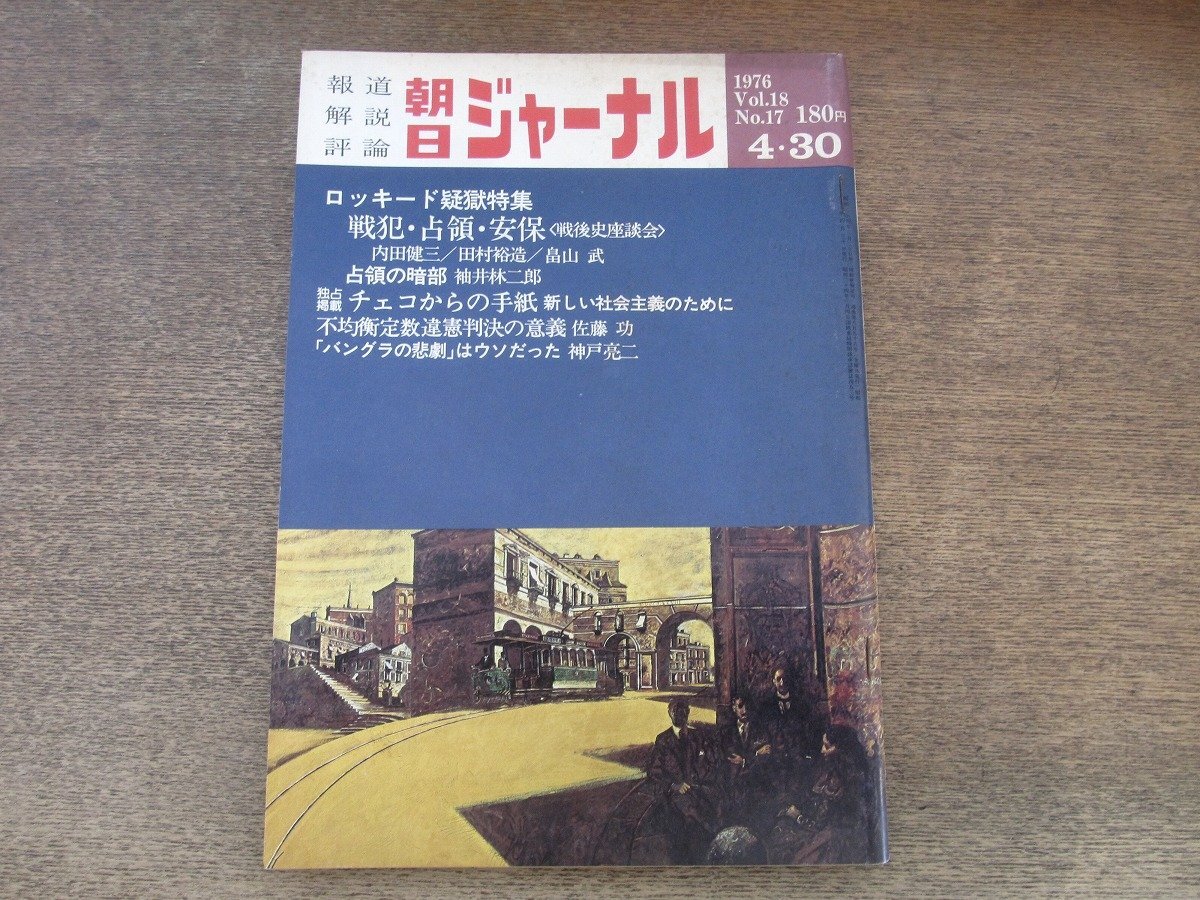 報道
解説
評論
朝日ジャーナル
1976
Vol.18
No.17 180円
4・30
ロッキード疑獄特集
戦犯・占領・安保〈戦後史座談会〉
内田健三／田村裕造／畠山 武
占領の暗部 袖井林二郎
独占掲載 チェコからの手紙 新しい社会主義のために
不均衡定数違憲判決の意義 佐藤 功
「バングラの悲劇」はウソだった 神戸亮二